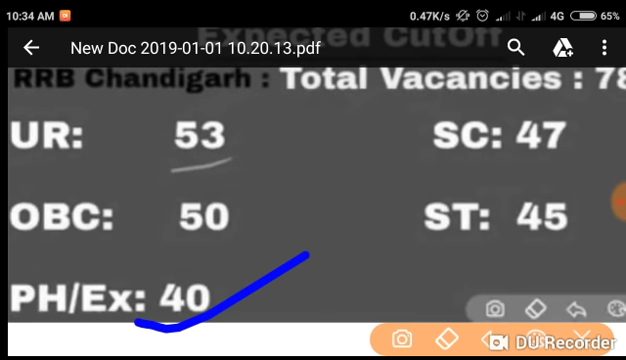 10:34 AM 0.47K/s 4G 65%
New Doc 2019-01-01 10.20.13.pdf
Expected CutOff
RRB Chandigarh : Total Vacancies : 78
UR: 53 SC: 47
OBC: 50 ST: 45
PH/Ex: 40
DU Recorder